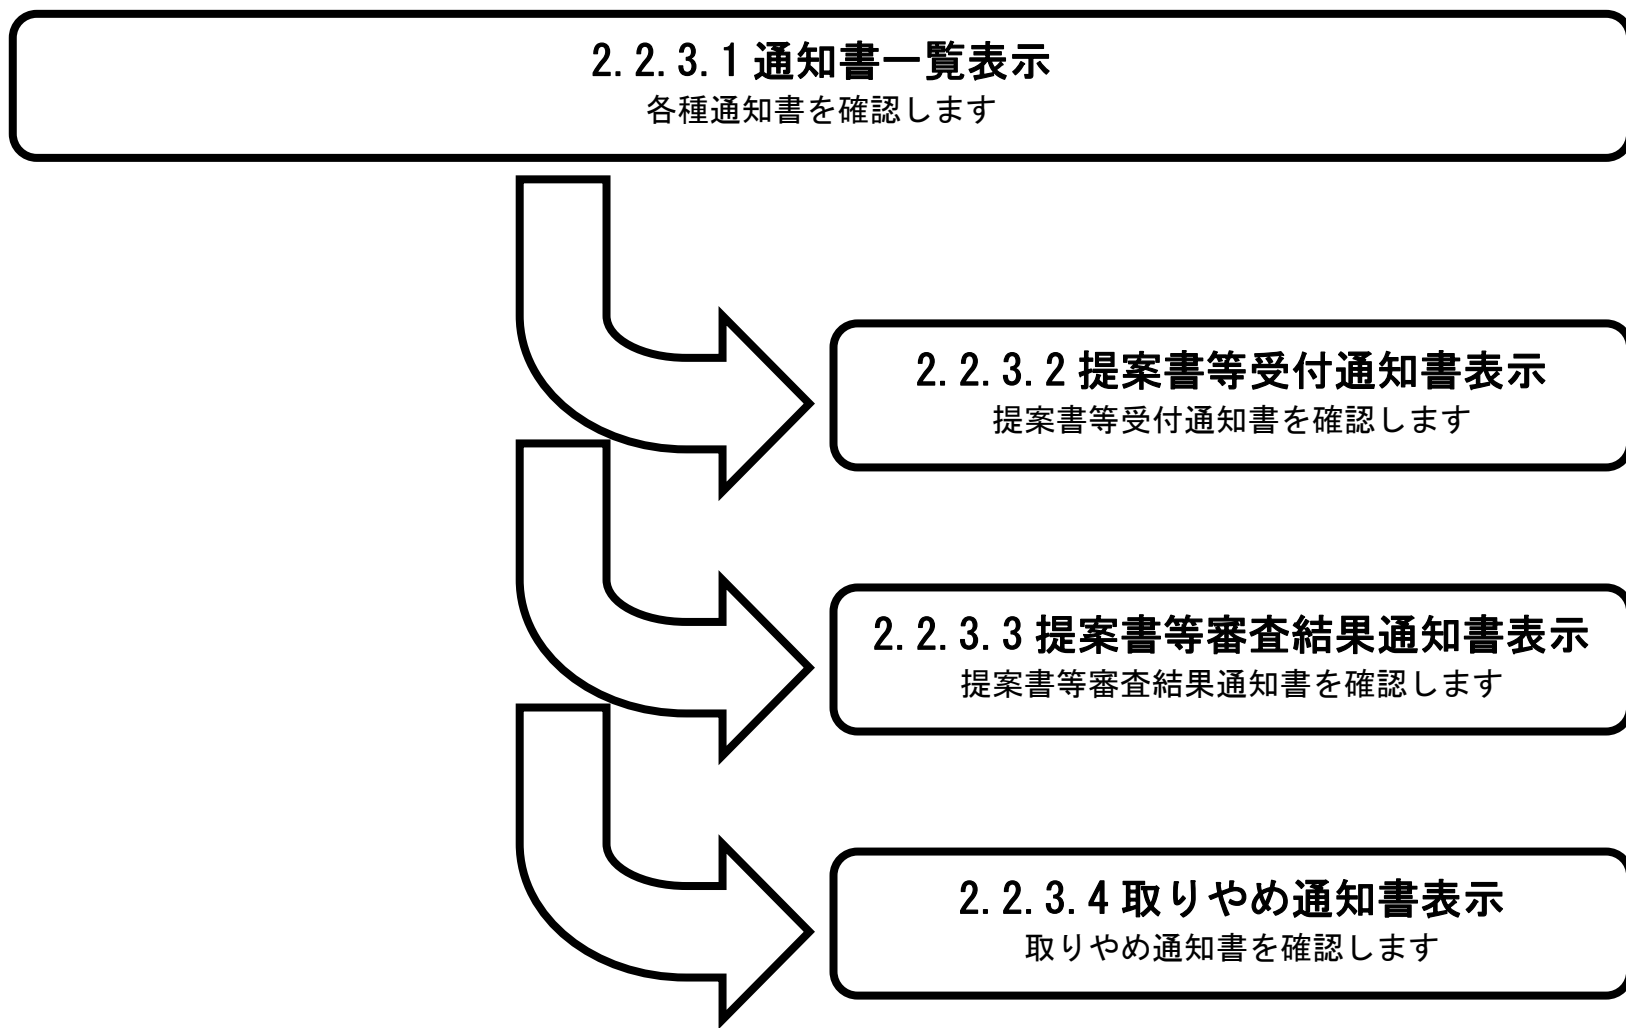 2.2.3.1 通知書一覧表示
各種通知書を確認します
2.2.3.2 提案書等受付通知書表示
提案書等受付通知書を確認します
2.2.3.3 提案書等審査結果通知書表示
提案書等審査結果通知書を確認します
2.2.3.4 取りやめ通知書表示
取りやめ通知書を確認します